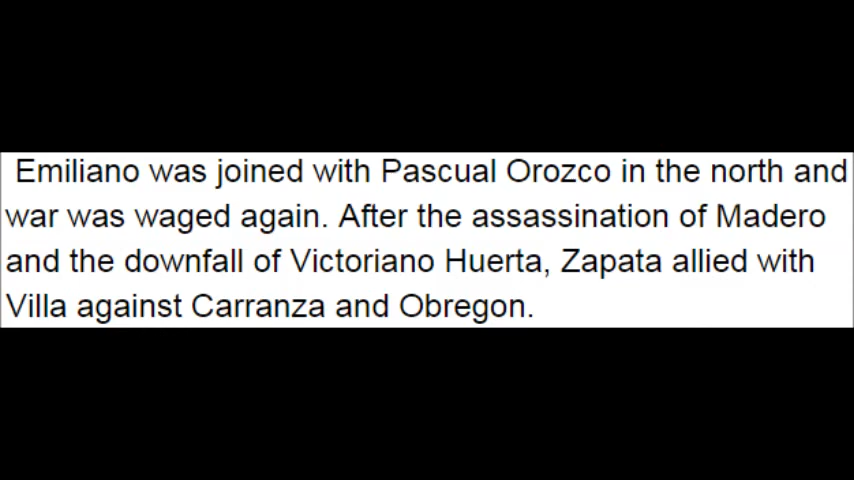 Emiliano was joined with Pascual Orozco in the north and
war was waged again. After the assassination of Madero
and the downfall of Victoriano Huerta, Zapata allied with
Villa against Carranza and Obregon.